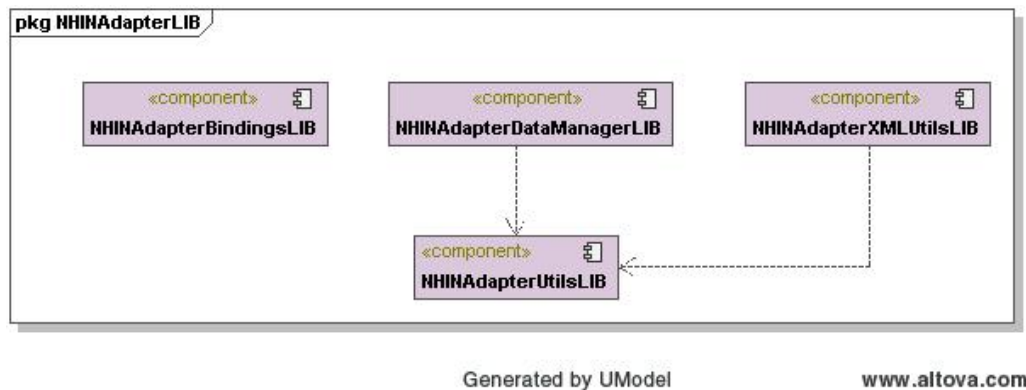 pkg NHINAdapterLIB
«component»
NHINAdapterBindingsLIB
«component»
NHINAdapterDataManagerLIB
«component»
NHINAdapterXMLUtilsLIB
«component»
NHINAdapterUtilsLIB
Generated by UModel
www.altova.com